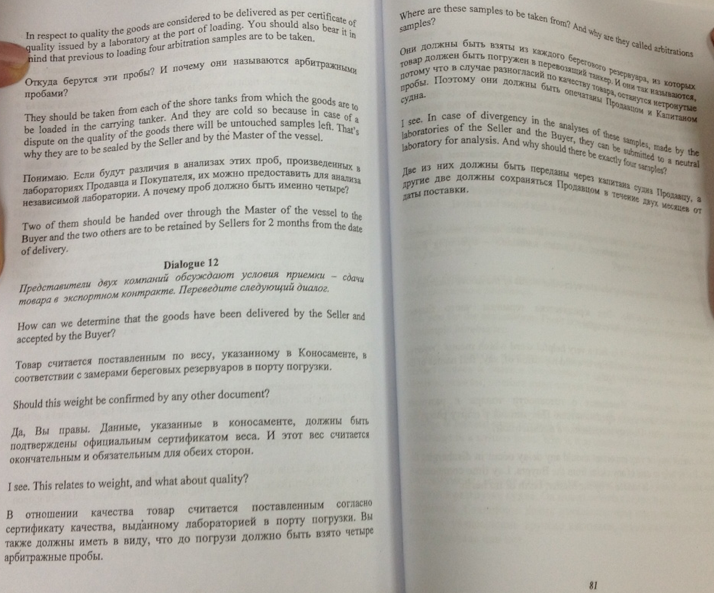 In respect to quality the goods are considered to be delivered as per certificate of
quality issued by a laboratory at the port of loading. You should also bear it in
mind that previous to loading four arbitration samples are to be taken.
Откуда берутся эти пробы? И почему они называются арбитражными
пробами?
They should be taken from each of the shore tanks from which the goods are to
be loaded in the carrying tanker. And they are cold so because in case of a
dispute on the quality of the goods there will be untouched samples left. That's
why they are to be sealed by the Seller and by the Master of the vessel.
Понимаю. Если будут различия в анализах этих проб, произведенных в
лабораториях Продавца и Покупателя, их можно предоставить для анализа
независимой лаборатории. А почему проб должно быть именно четыре?
Two of them should be handed over through the Master of the vessel to the
Buyer and the two others are to be retained by Sellers for 2 months from the date
of delivery.
Dialogue 12
Представители двух компаний обсуждают условия приемки – сдачи
товара в экспортном контракте. Переведите следующий диалог.
How can we determine that the goods have been delivered by the Seller and
accepted by the Buyer?
Товар считается поставленным по весу, указанному в Коносаменте, в
соответствии с замерами береговых резервуаров в порту погрузки.
Should this weight be confirmed by any other document?
Да, Вы правы. Данные, указанные в коносаменте, должны быть
подтверждены официальным сертификатом веса. И этот вес считается
окончательным и обязательным для обеих сторон.
I see. This relates to weight, and what about quality?
В отношении качества товар считается поставленным согласно
сертификату качества, выданному лабораторией в порту погрузки. Вы
также должны иметь в виду, что до погрузи должно быть взято четыре
арбитражные пробы.
Where are these samples to be taken from? And why are they called arbitrations
samples?
Они должны быть взяты из каждого берегового резервуара, из которых
товар должен быть погружен в перевозящий танкер. И они так называются,
потому что в случае разногласий по качеству товара, останутся нетронутые
пробы. Поэтому они должны быть опечатаны Продавцом и Капитаном
судна.
I see. In case of divergency in the analyses of these samples, made by the
laboratories of the Seller and the Buyer, they can be submitted to a neutral
laboratory for analysis. And why should there be exactly four samples?
Две из них должны быть переданы через капитана судна Продавцу, а
другие две должны сохраняться Продавцом в течение двух месяцев от
даты поставки.
81